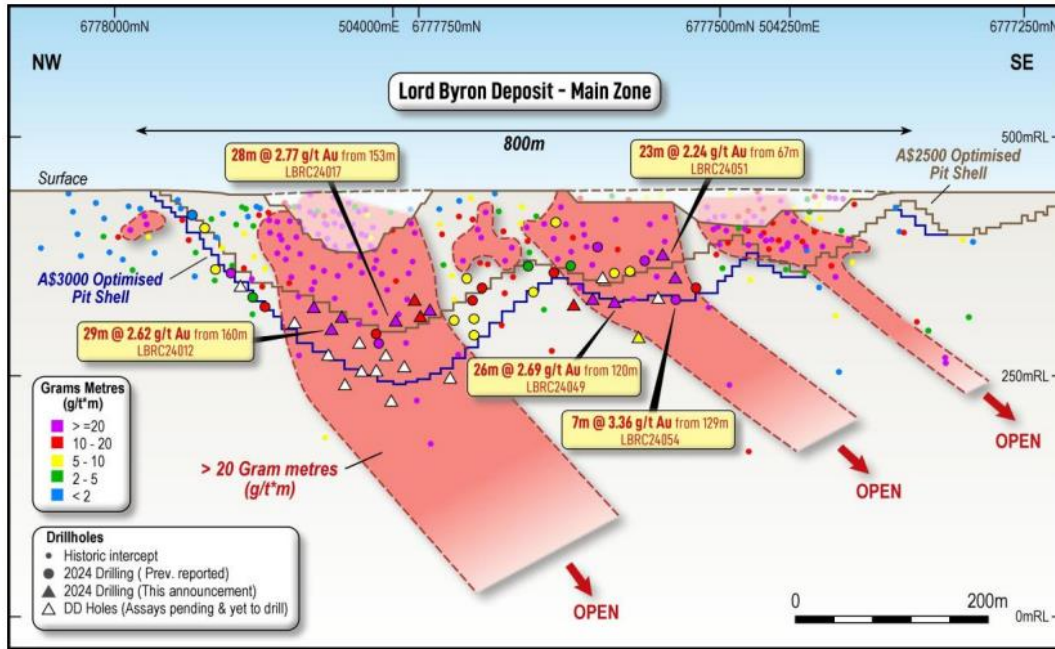 6778000mN
504000mE
6777750mN
6777500mN
504250mE
6777250mN
NW
SE
Lord Byron Deposit - Main Zone
800m
500mRL
28m @ 2.77 g/t Au from 153m
LBRC24017
23m @ 2.24 g/t Au from 67m
LBRC24051
A$2500 Optimised
Pit Shell
Surface
A$3000 Optimised
Pit Shell
29m @ 2.62 g/t Au from 160m
LBRC24012
26m @ 2.69 g/t Au from 120m
LBRC24049
250mRL
7m @ 3.36 g/t Au from 129m
LBRC24054
OPEN
Grams Metres
(g/t*m)
> =20
10 - 20
5 - 10
2 - 5
< 2
> 20 Gram metres
(g/t*m)
OPEN
Drillholes
Historic intercept
2024 Drilling ( Prev. reported)
2024 Drilling (This announcement)
DD Holes (Assays pending & yet to drill)
OPEN
0
200m
0mRL